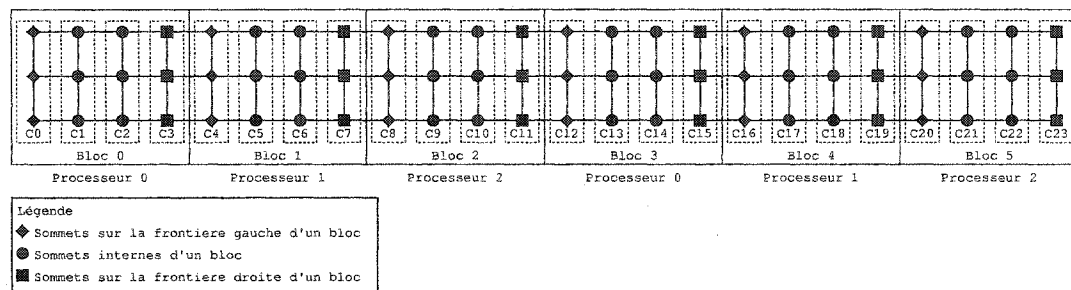 C0 C1 C2 C3 C4 C5 C6 C7 C8 C9 C10 C11 C12 C13 C14 C15 C16 C17 C18 C19 C20 C21 C22 C23
Bloc 0 Bloc 1 Bloc 2 Bloc 3 Bloc 4 Bloc 5
Processeur 0 Processeur 1 Processeur 2 Processeur 0 Processeur 1 Processeur 2
Légende
Sommets sur la frontiere gauche d'un bloc
Sommets internes d'un bloc
Sommets sur la frontiere droite d'un bloc